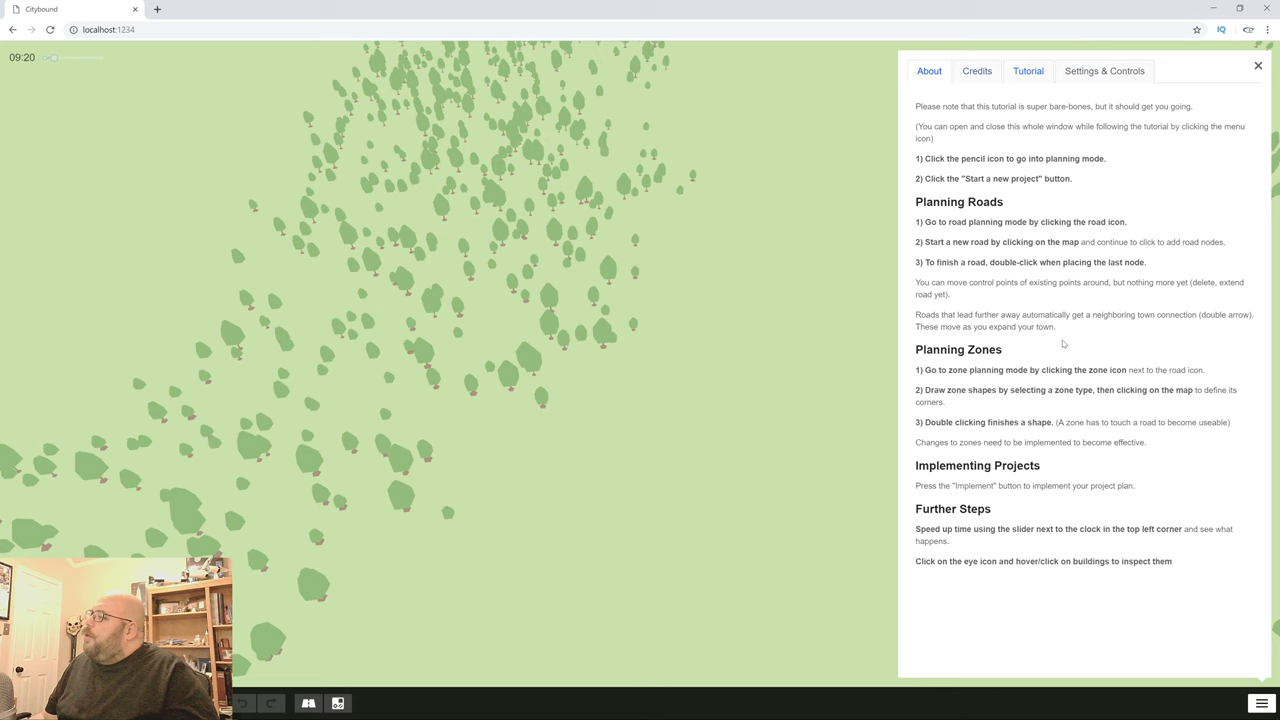 Citybound
localhost:1234
IQ
09:20
About
Credits
Tutorial
Settings & Controls
Please note that this tutorial is super bare-bones, but it should get you going.
(You can open and close this whole window while following the tutorial by clicking the menu
icon)
1) Click the pencil icon to go into planning mode.
2) Click the "Start a new project" button.
Planning Roads
1) Go to road planning mode by clicking the road icon.
2) Start a new road by clicking on the map and continue to click to add road nodes.
3) To finish a road, double-click when placing the last node.
You can move control points of existing points around, but nothing more yet (delete, extend
road yet).
Roads that lead further away automatically get a neighboring town connection (double arrow).
These move as you expand your town.
Planning Zones
1) Go to zone planning mode by clicking the zone icon next to the road icon.
2) Draw zone shapes by selecting a zone type, then clicking on the map to define its
corners.
3) Double clicking finishes a shape. (A zone has to touch a road to become useable)
Changes to zones need to be implemented to become effective.
Implementing Projects
Press the "Implement" button to implement your project plan.
Further Steps
Speed up time using the slider next to the clock in the top left corner and see what
happens.
Click on the eye icon and hover/click on buildings to inspect them